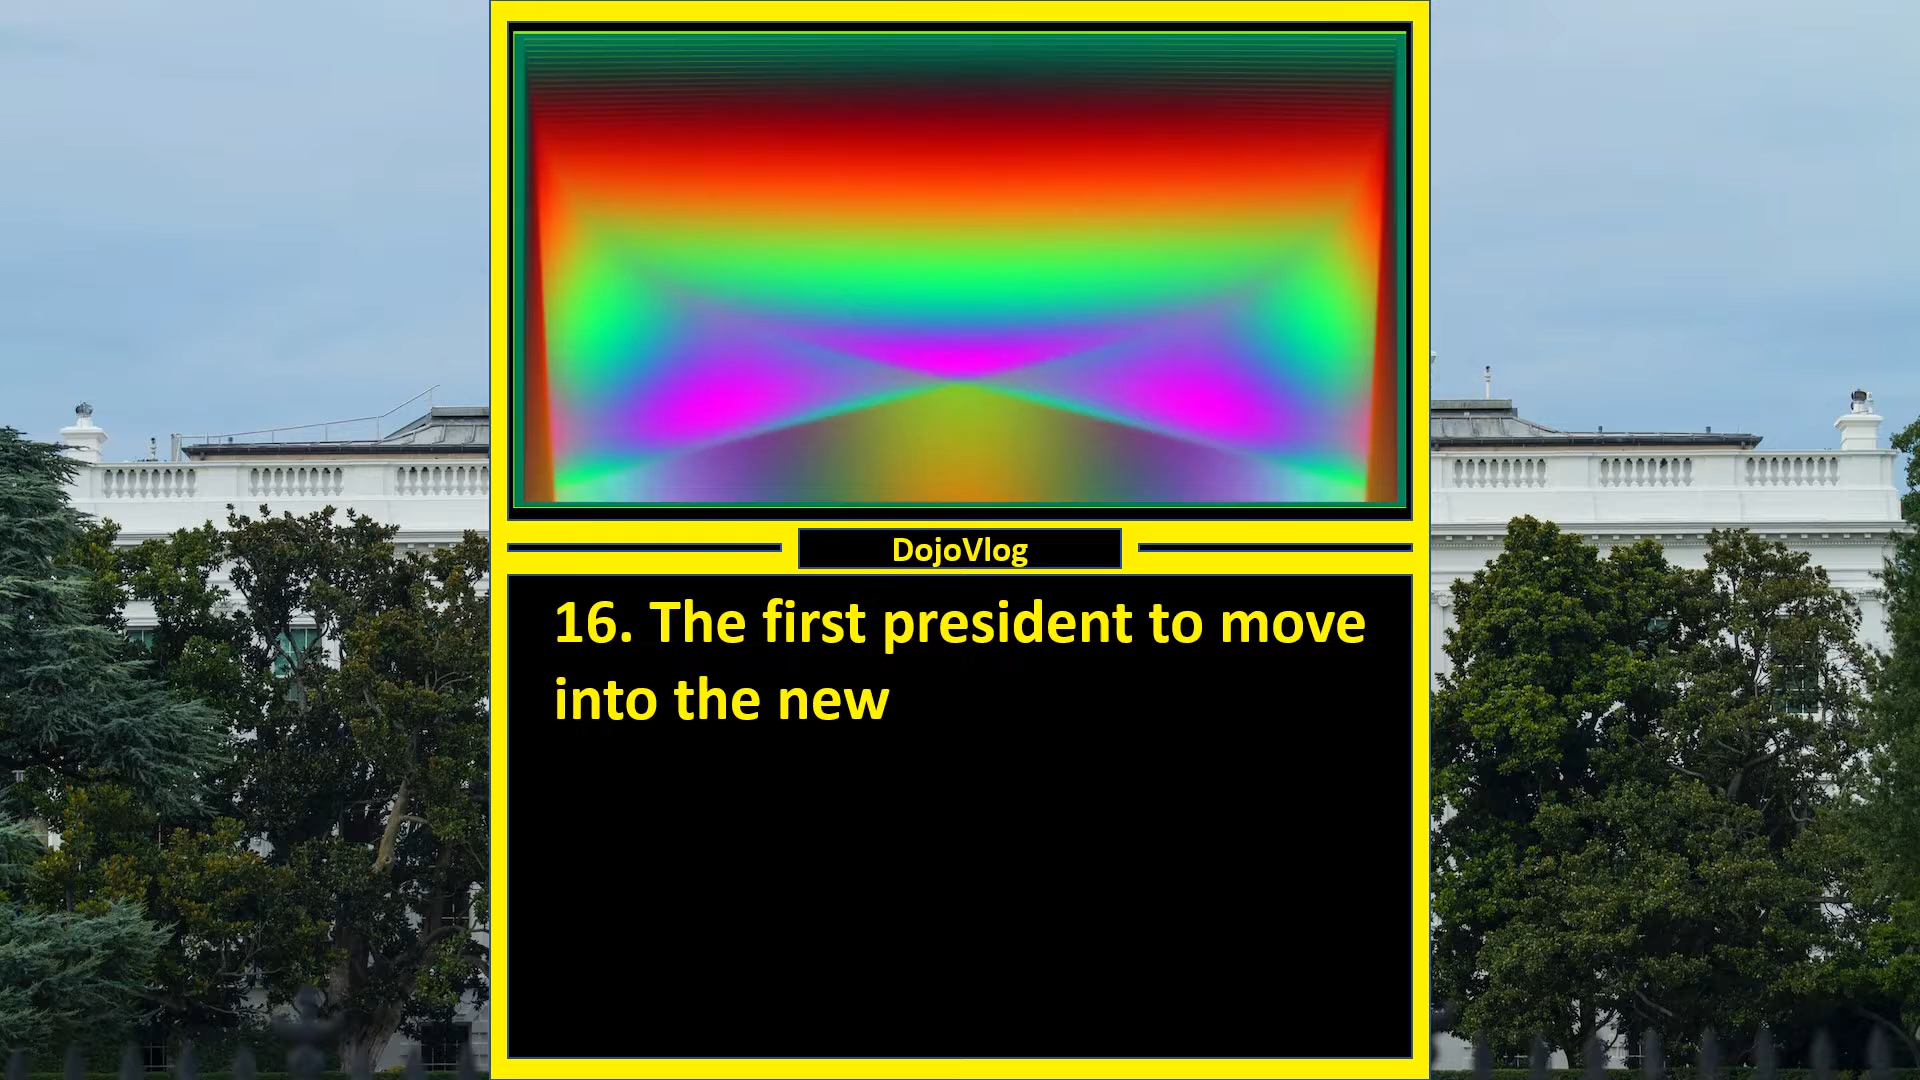 DojoVlog
16. The first president to move
into the new